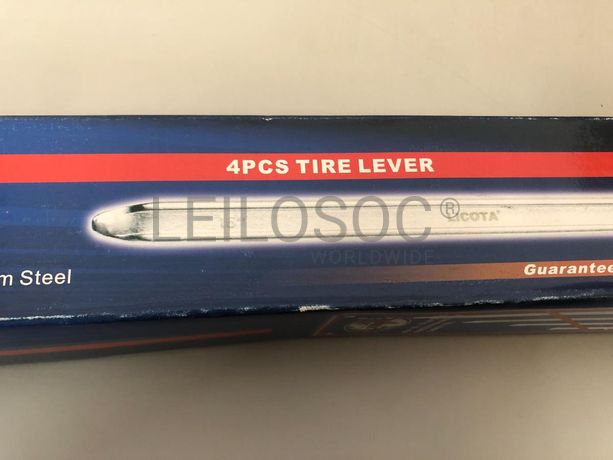 4PCS TIRE LEVER
LICOTA
LEILOSOC®
WORLDWIDE
m Steel
Guarantee